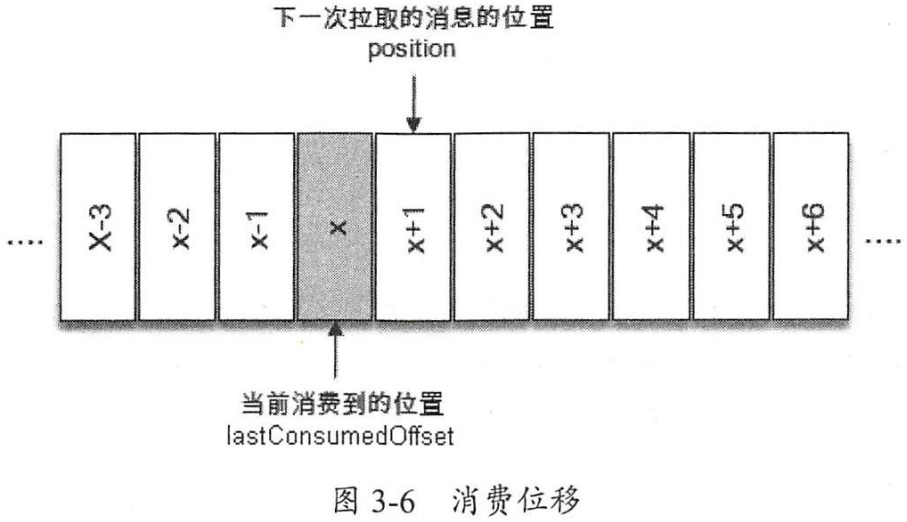 下一次拉取的消息的位置
position
.... X-3 x-2 x-1 x x+1 x+2 x+3 x+4 x+5 x+6 ....
当前消费到的位置
lastConsumedOffset
图 3-6 消费位移